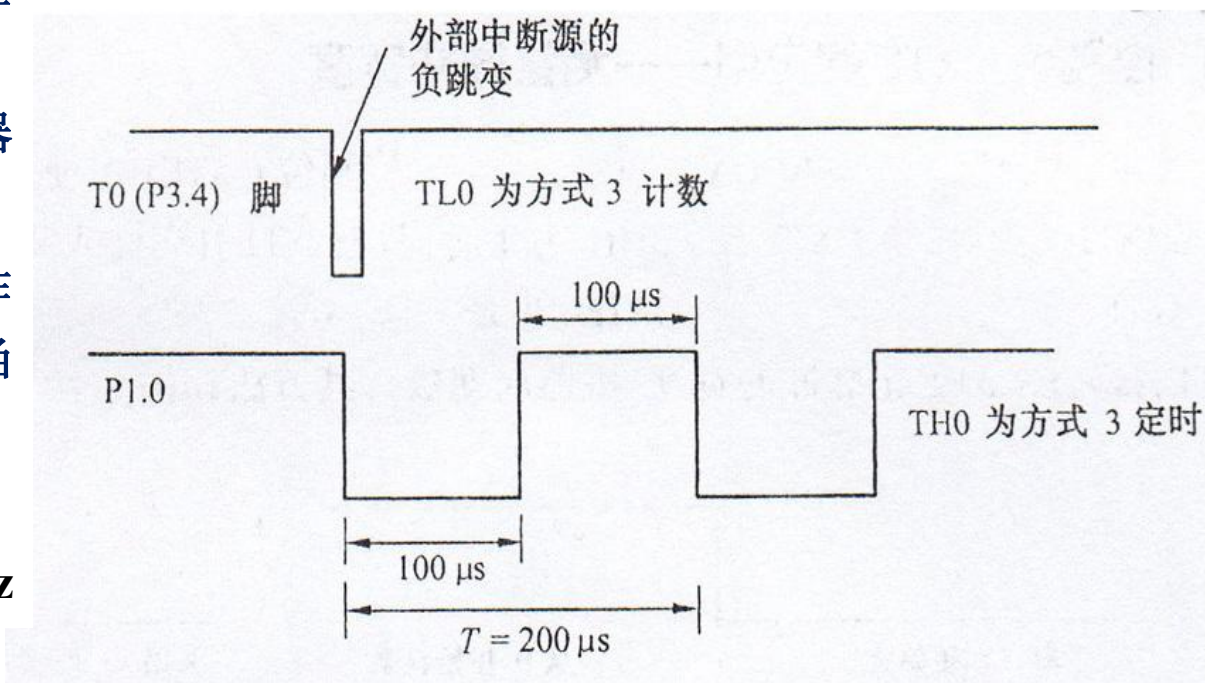 外部中断源的
负跳变
器
T0 (P3.4) 脚
TL0 为方式 3 计数
100 μs
P1.0
TH0 为方式 3 定时
100 μs
z
T = 200 μs